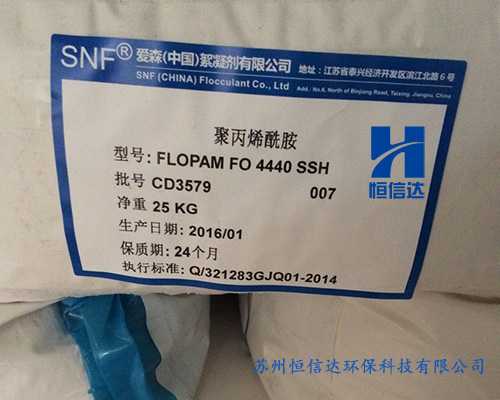 SNF® 爱森(中国)絮凝剂有限公司
SNF (CHINA) Flocculant Co., Ltd
地址:江苏省泰兴经济开发区滨江北路6号
Add.: No.6, North of Binjiang Road, Taixing, Jiangsu, China
聚丙烯酰胺
型号: FLOPAM FO 4440 SSH
批号 CD3579 007
净重 25 KG
生产日期: 2016/01
保质期: 24个月
执行标准: Q/321283GJQ01-2014
恒信达
苏州恒信达环保科技有限公司